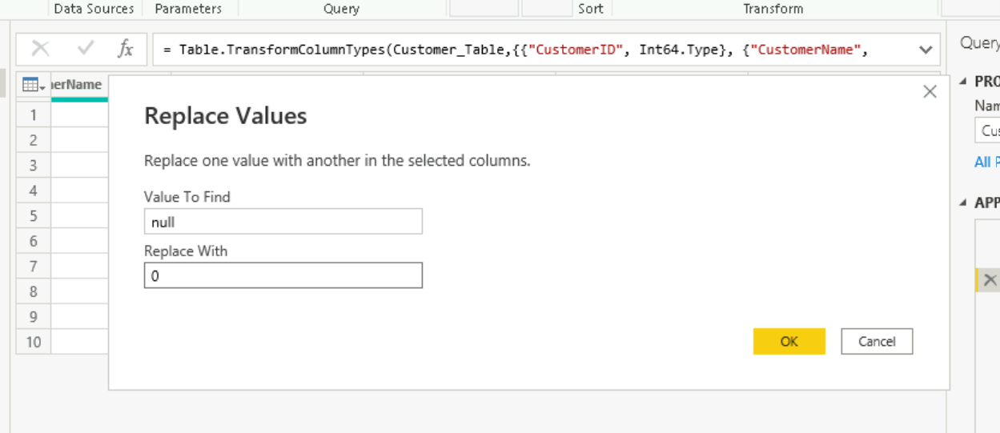 Data Sources Parameters Query Sort Transform
fx = Table.TransformColumnTypes(Customer_Table,{{"CustomerID", Int64.Type}, {"CustomerName",
Query
nerName
Replace Values
Replace one value with another in the selected columns.
Value To Find
null
Replace With
0
OK Cancel
1
2
3
4
5
6
7
8
9
10
PRO
Nam
Cus
All P
APP